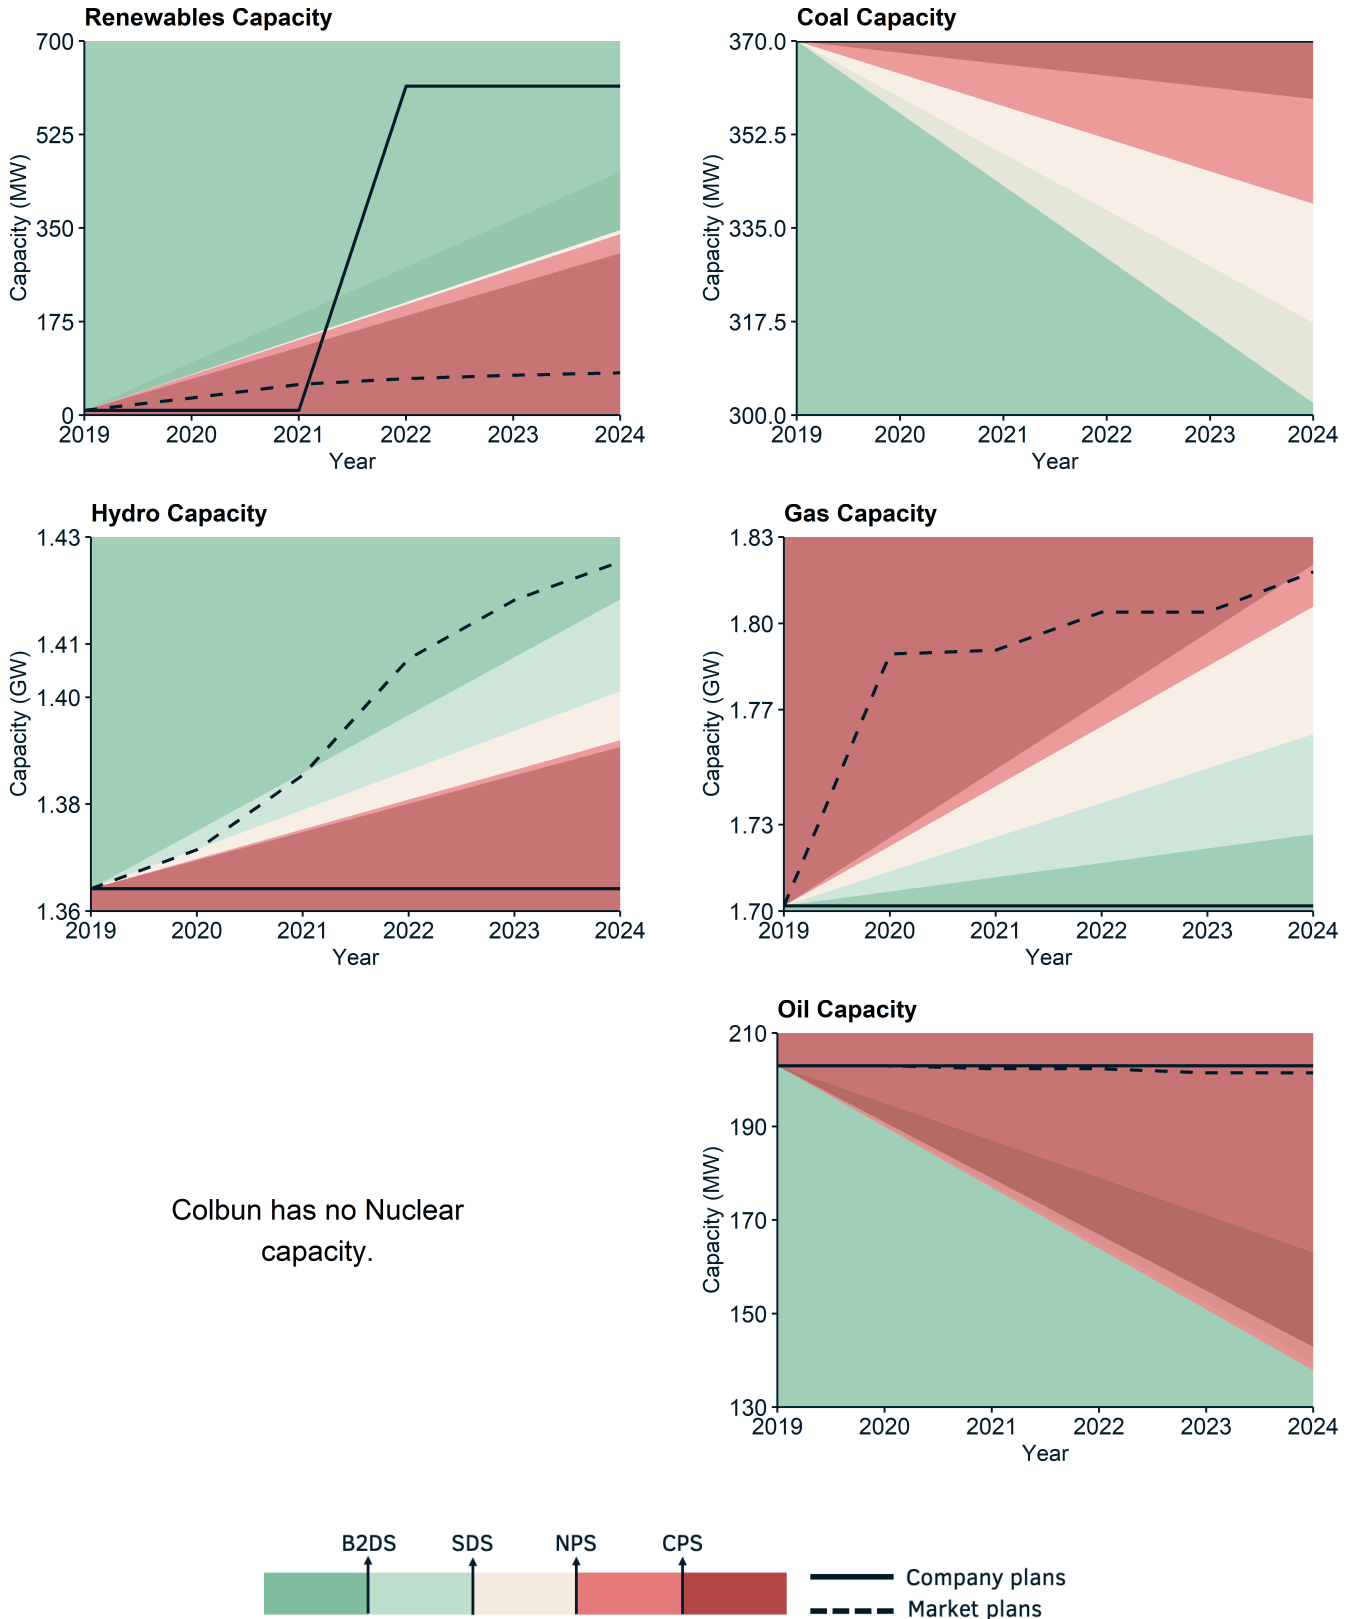 Renewables Capacity
700
525
350
175
0
Capacity (MW)
2019 2020 2021 2022 2023 2024
Year
Coal Capacity
370.0
352.5
335.0
317.5
300.0
Capacity (MW)
2019 2020 2021 2022 2023 2024
Year
Hydro Capacity
1.43
1.41
1.40
1.38
1.36
Capacity (GW)
2019 2020 2021 2022 2023 2024
Year
Gas Capacity
1.83
1.80
1.77
1.73
1.70
Capacity (GW)
2019 2020 2021 2022 2023 2024
Year
Colbun has no Nuclear
capacity.
Oil Capacity
210
190
170
150
130
Capacity (MW)
2019 2020 2021 2022 2023 2024
Year
B2DS SDS NPS CPS
Company plans
Market plans